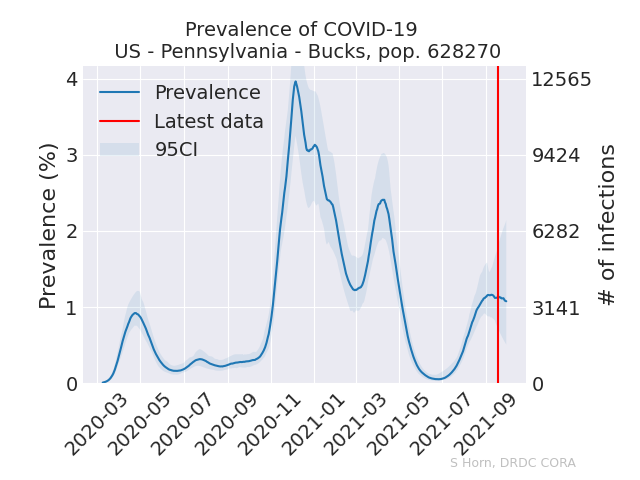 Prevalence of COVID-19
US - Pennsylvania - Bucks, pop. 628270
Prevalence
Latest data
95CI
Prevalence (%)
4
3
2
1
0
12565
9424
6282
3141
0
# of infections
2020-03
2020-05
2020-07
2020-09
2020-11
2021-01
2021-03
2021-05
2021-07
2021-09
S Horn, DRDC CORA